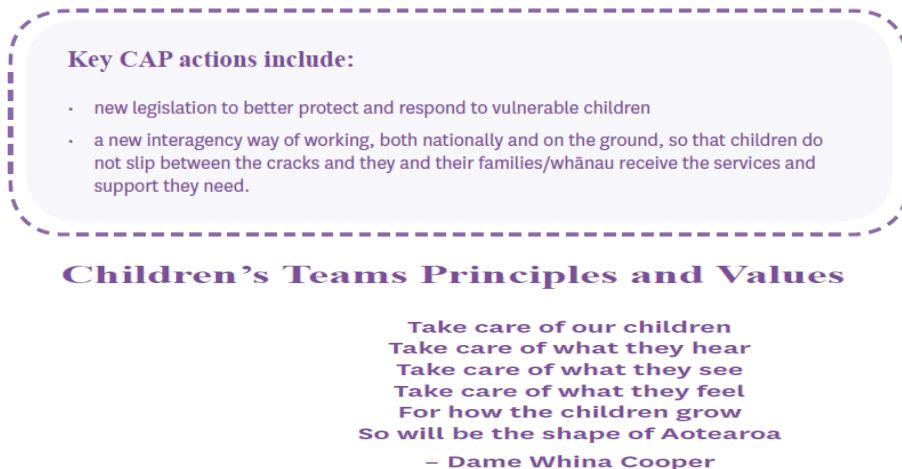 Key CAP actions include:
· new legislation to better protect and respond to vulnerable children
· a new interagency way of working, both nationally and on the ground, so that children do
not slip between the cracks and they and their families/whānau receive the services and
support they need.
Children's Teams Principles and Values
Take care of our children
Take care of what they hear
Take care of what they see
Take care of what they feel
For how the children grow
So will be the shape of Aotearoa
– Dame Whina Cooper